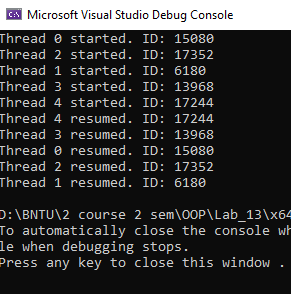 Microsoft Visual Studio Debug Console
Thread 0 started. ID: 15080
Thread 2 started. ID: 17352
Thread 1 started. ID: 6180
Thread 3 started. ID: 13968
Thread 4 started. ID: 17244
Thread 4 resumed. ID: 17244
Thread 3 resumed. ID: 13968
Thread 0 resumed. ID: 15080
Thread 2 resumed. ID: 17352
Thread 1 resumed. ID: 6180
D:\BNTU\2 course 2 sem\OOP\Lab_13\x64
To automatically close the console wh
le when debugging stops.
Press any key to close this window .